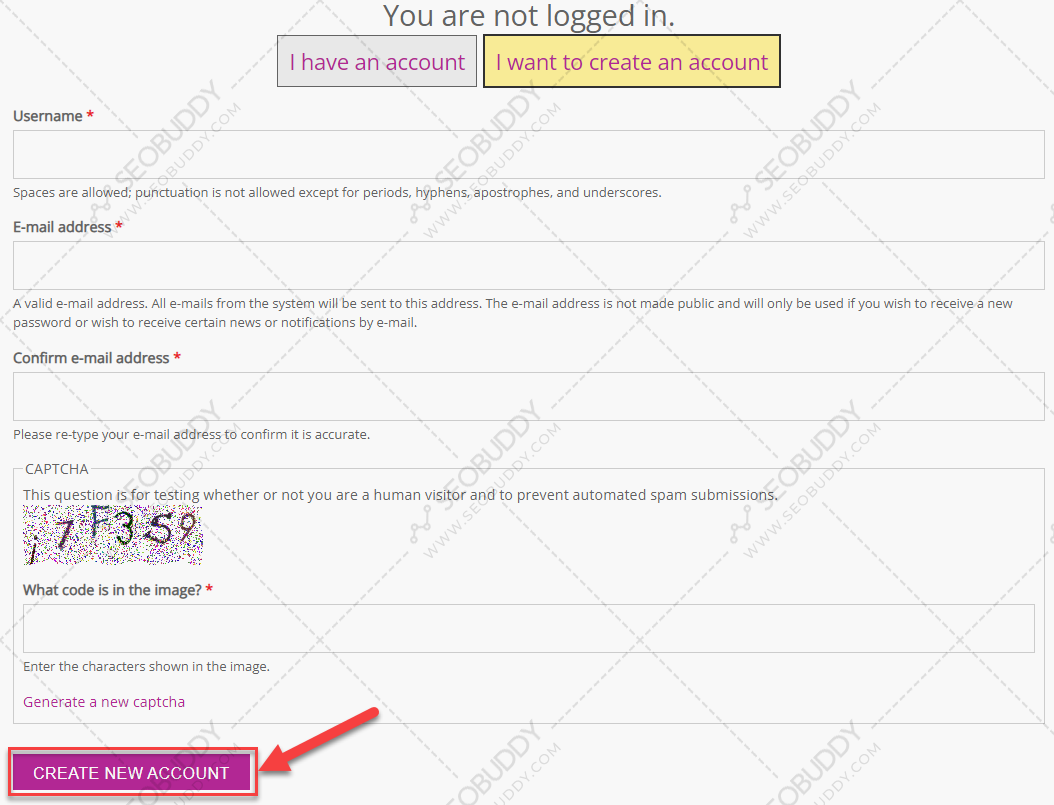 You are not logged in.
I have an account
I want to create an account
Username *
Spaces are allowed; punctuation is not allowed except for periods, hyphens, apostrophes, and underscores.
E-mail address *
A valid e-mail address. All e-mails from the system will be sent to this address. The e-mail address is not made public and will only be used if you wish to receive a new
password or wish to receive certain news or notifications by e-mail.
Confirm e-mail address *
Please re-type your e-mail address to confirm it is accurate.
CAPTCHA
This question is for testing whether or not you are a human visitor and to prevent automated spam submissions.
What code is in the image? *
Enter the characters shown in the image.
Generate a new captcha
CREATE NEW ACCOUNT
SEOBUDDY
WWW.SEOBUDDY.COM